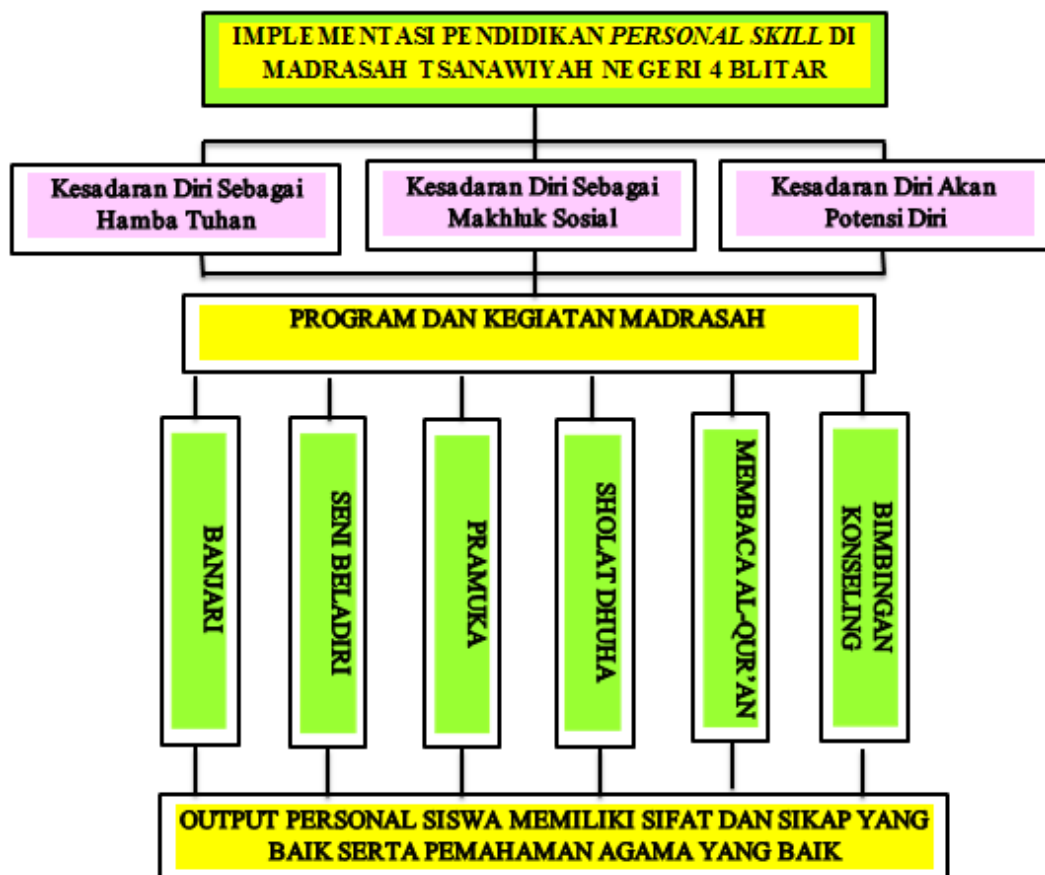 IMPLEMENTASI PENDIDIKAN PERSONAL SKILL DI
MADRASAH TSANAWIYAH NEGERI 4 BLITAR
Kesadaran Diri Sebagai
Hamba Tuhan
Kesadaran Diri Sebagai
Makhluk Sosial
Kesadaran Diri Akan
Potensi Diri
PROGRAM DAN KEGIATAN MADRASAH
BANJARI
SENI BELADIRI
PRAMUKA
SHOLAT DHUHA
MEMBACA AL-QUR’AN
BIMBINGAN
KONSELING
OUTPUT PERSONAL SISWA MEMILIKI SIFAT DAN SIKAP YANG
BAIK SERTA PEMAHAMAN AGAMA YANG BAIK